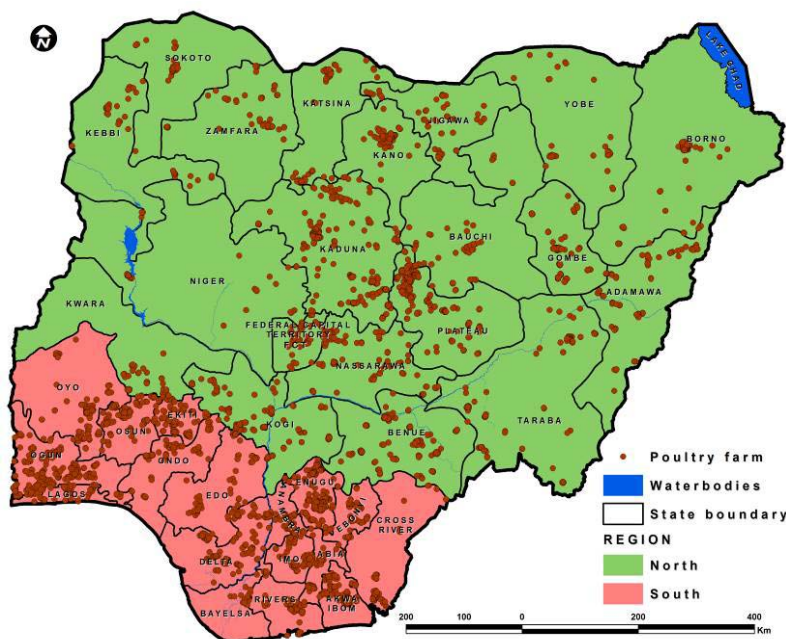 N
SOKOTO
KATSINA
YOBE
LAKE CHAD
KEBBI
ZAMFARA
JIGAWA
KANO
BORNO
KADUNA
BAUCHI
GOMBE
NIGER
ADAMAWA
KWARA
FEDERAL CAPITAL
TERRITORY
FCT
PLATEAU
NASSARAWA
OYO
EKITI
OSUN
KOGI
BENUE
TARABA
OGUN
ONDO
LAGOS
EDO
ENUGU
ANAMBRA
EBONYI
CROSS
RIVER
DELTA
IMO
ABIA
RIVERS
AKWA
IBOM
BAYELSA
Poultry farm
Waterbodies
State boundary
REGION
North
South
200 100 0 200 400
Km